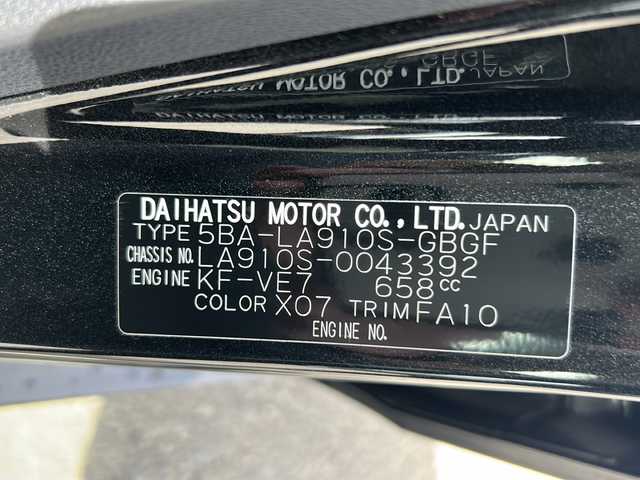 DAIHATSU MOTOR CO.,LTD. JAPAN
TYPE 5BA-LA910S-GBGF
CHASSIS NO. LA910S-0043392
ENGINE KF-VE7 658cc
COLOR X07 TRIM FA10
ENGINE NO.